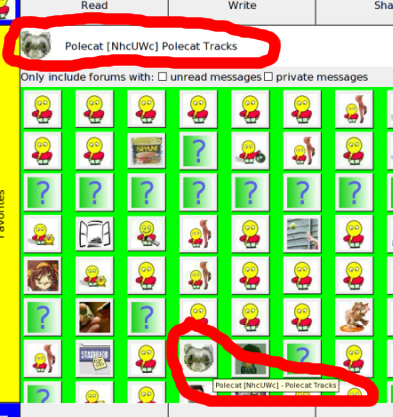 Read Write Sha
Polecat [NhcUWc] Polecat Tracks
Only include forums with: unread messages private messages
Favorites
SPAM
? 
? ? ? ? ? ? ?
?
?
?
Polecat [NhcUWc] - Polecat Tracks